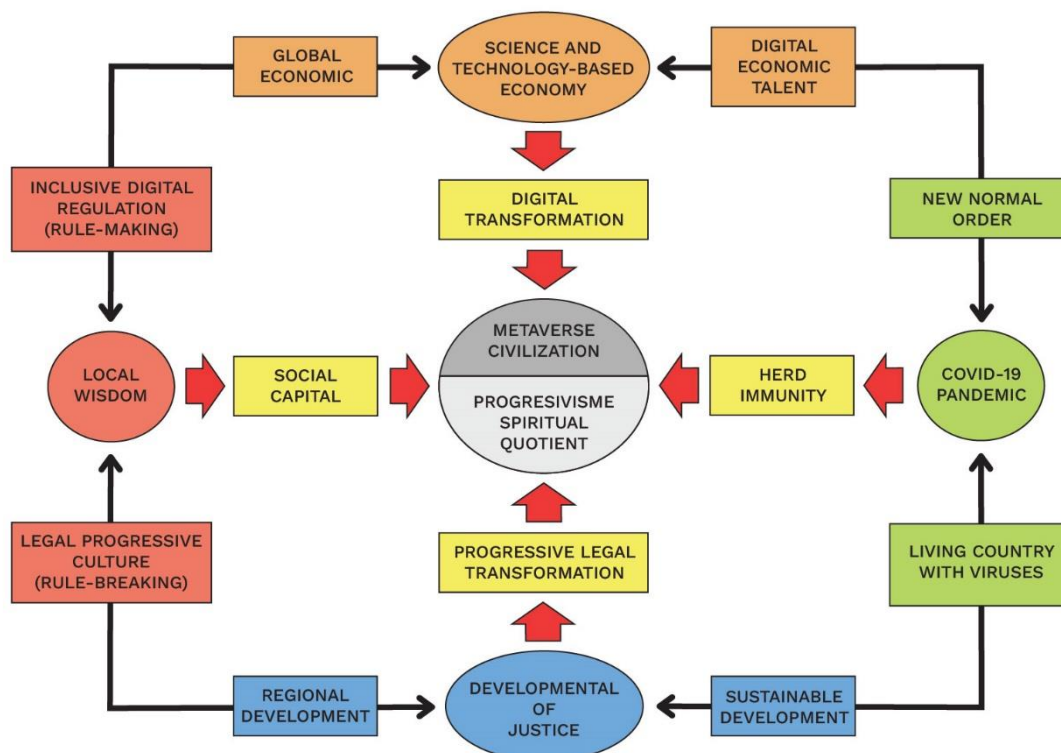 GLOBAL
ECONOMIC
SCIENCE AND
TECHNOLOGY-BASED
ECONOMY
DIGITAL
ECONOMIC
TALENT
INCLUSIVE DIGITAL
REGULATION
(RULE-MAKING)
DIGITAL
TRANSFORMATION
NEW NORMAL
ORDER
LOCAL
WISDOM
SOCIAL
CAPITAL
METAVERSE
CIVILIZATION
PROGRESIVISME
SPIRITUAL
QUOTIENT
HERD
IMMUNITY
COVID-19
PANDEMIC
LEGAL PROGRESSIVE
CULTURE
(RULE-BREAKING)
PROGRESSIVE LEGAL
TRANSFORMATION
LIVING COUNTRY
WITH VIRUSES
REGIONAL
DEVELOPMENT
DEVELOPMENTAL
OF
JUSTICE
SUSTAINABLE
DEVELOPMENT